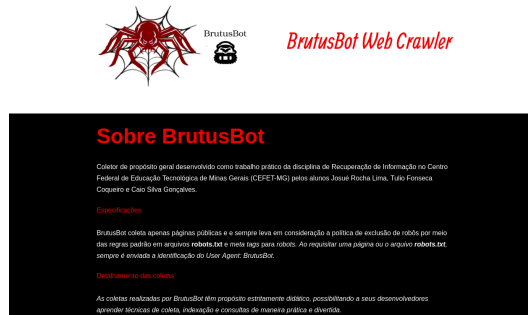 BrutusBot
BrutusBot Web Crawler
Sobre BrutusBot
Coletor de propósito geral desenvolvido como trabalho prático da disciplina de Recuperação de Informação no Centro
Federal de Educação Tecnológica de Minas Gerais (CEFET-MG) pelos alunos Josué Rocha Lima, Tulio Fonseca
Coqueiro e Caio Silva Gonçalves.
Especificações
BrutusBot coleta apenas páginas públicas e e sempre leva em consideração a política de exclusão de robôs por meio
das regras padrão em arquivos robots.txt e meta tags para robots. Ao requisitar uma página ou o arquivo robots.txt,
sempre é enviada a identificação do User Agent: BrutusBot.
Detalhamento das coletas
As coletas realizadas por BrutusBot têm propósito estritamente didático, possibilitando a seus desenvolvedores
aprender técnicas de coleta, indexação e consultas de maneira prática e divertida.